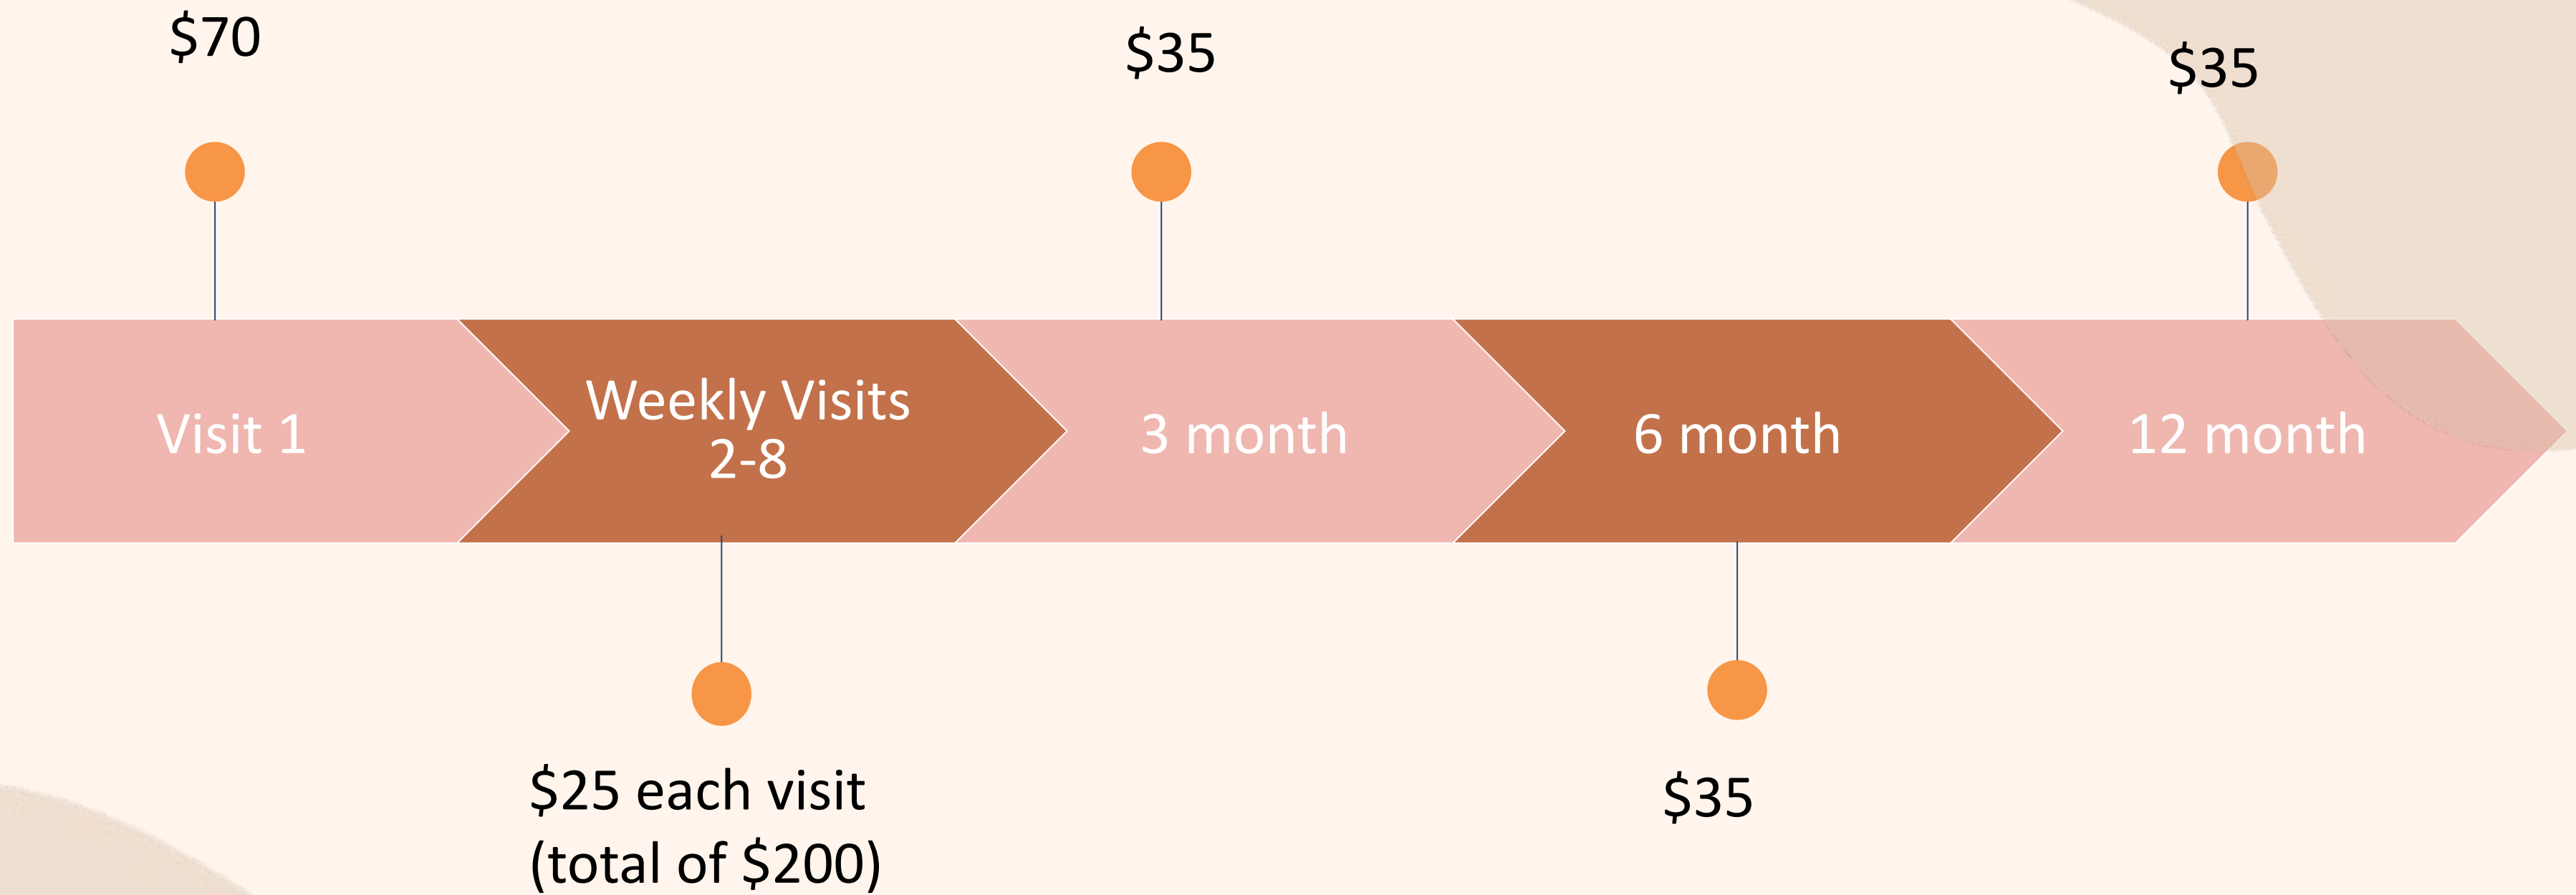 $70
$35
$35
Visit 1
Weekly Visits
2-8
3 month
6 month
12 month
$25 each visit
(total of $200)
$35